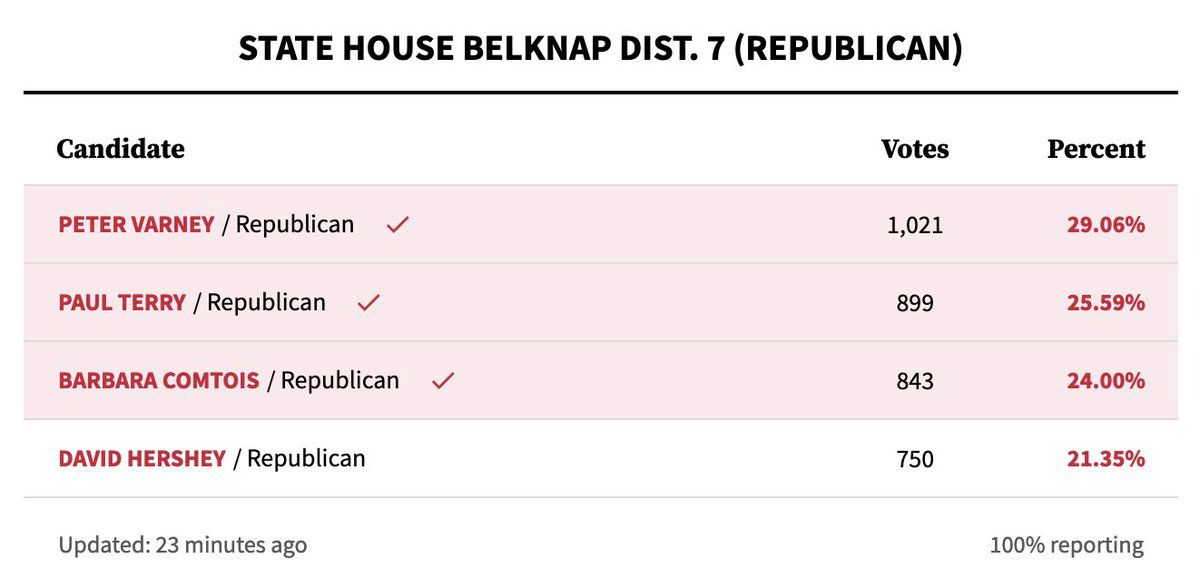 STATE HOUSE BELKNAP DIST. 7 (REPUBLICAN)
Candidate Votes Percent
PETER VARNEY / Republican ✓ 1,021 29.06%
PAUL TERRY / Republican ✓ 899 25.59%
BARBARA COMTOIS / Republican ✓ 843 24.00%
DAVID HERSHEY / Republican 750 21.35%
Updated: 23 minutes ago 100% reporting